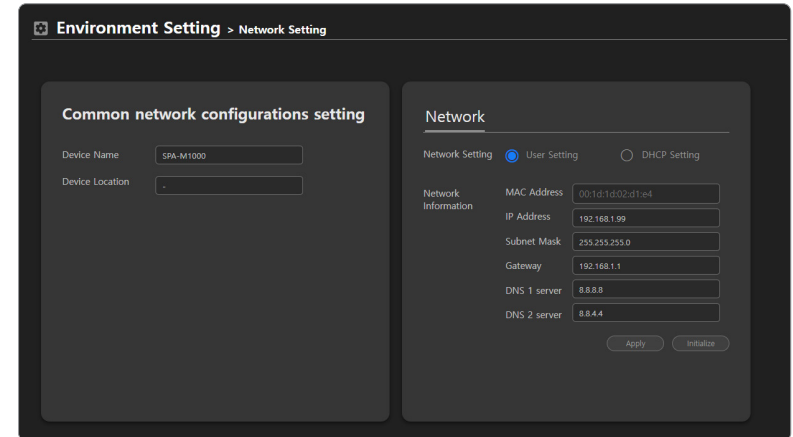 Environment Setting > Network Setting
Common network configurations setting
Device Name SPA-M1000
Device Location .
Network
Network Setting User Setting DHCP Setting
Network Information
MAC Address 00:1d:1d:02:d1:e4
IP Address 192.168.1.99
Subnet Mask 255.255.255.0
Gateway 192.168.1.1
DNS 1 server 8.8.8.8
DNS 2 server 8.8.4.4
Apply Initialize